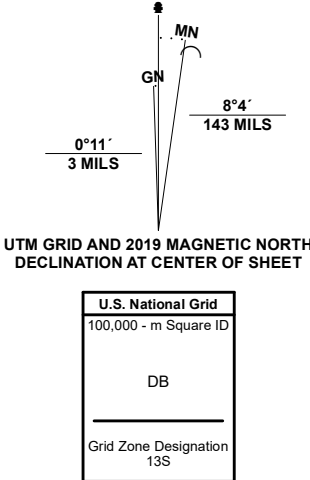 MN
GN
8°4´
143 MILS
0°11´
3 MILS
UTM GRID AND 2019 MAGNETIC NORTH
DECLINATION AT CENTER OF SHEET
U.S. National Grid
100,000 - m Square ID
DB
Grid Zone Designation
13S